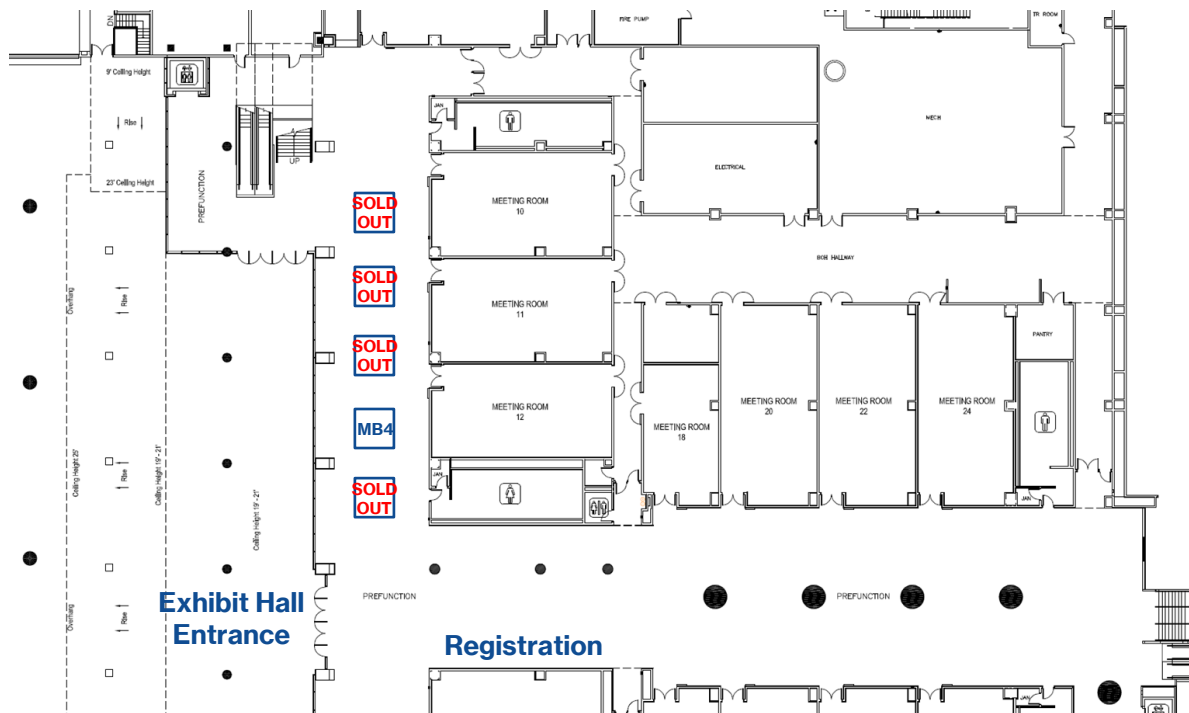 FIRE PUMP
TR ROOM
DN
9' Ceiling Height
Rise
JAN
MECH
ELECTRICAL
UP
23' Ceiling Height
PREFUNCTION
SOLD
OUT
MEETING ROOM
10
BOH HALLWAY
SOLD
OUT
Overhang
Rise
MEETING ROOM
11
PANTRY
SOLD
OUT
MEETING ROOM
12
MEETING ROOM
18
MEETING ROOM
20
MEETING ROOM
22
MEETING ROOM
24
MB4
Ceiling Height 25'
Rise
Ceiling Height 19' - 21'
Ceiling Height 19' - 21'
JAN
SOLD
OUT
JAN
Overhang
Rise
Exhibit Hall
Entrance
PREFUNCTION
PREFUNCTION
Registration
JAN